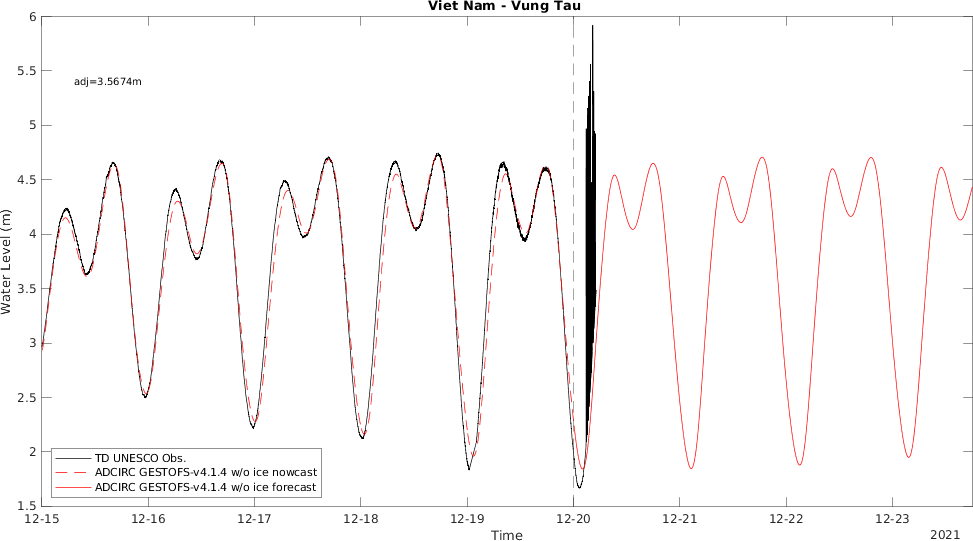 Viet Nam - Vung Tau
6
5.5
5
4.5
4
3.5
3
2.5
2
1.5
Water Level (m)
adj=3.5674m
TD UNESCO Obs.
ADCIRC GESTOFS-v4.1.4 w/o ice nowcast
ADCIRC GESTOFS-v4.1.4 w/o ice forecast
12-15 12-16 12-17 12-18 12-19 12-20 12-21 12-22 12-23
Time
2021